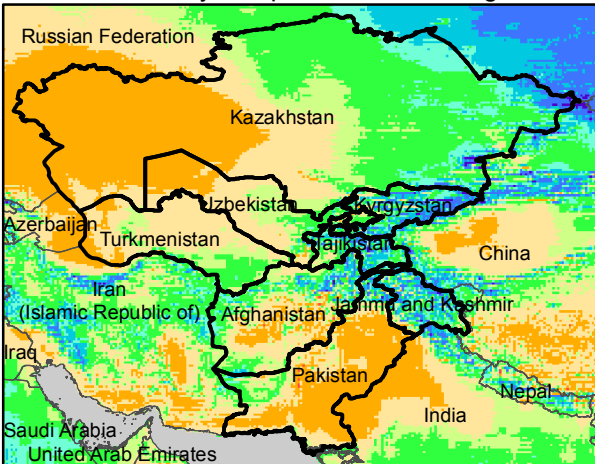 Russian Federation
Kazakhstan
Uzbekistan
Kyrgyzstan
Azerbaijan
Turkmenistan
Tajikistan
China
Iran
(Islamic Republic of)
Afghanistan
Jammu and Kashmir
Iraq
Pakistan
Nepal
India
Saudi Arabia
United Arab Emirates